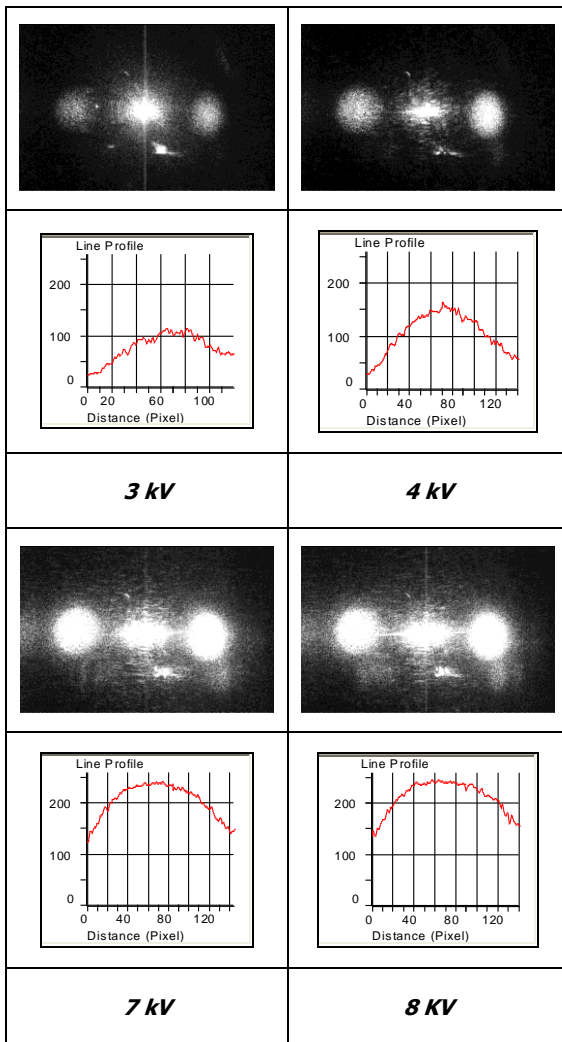 Line Profile
200
100
0
0 20 60 100
Distance (Pixel)
Line Profile
200
100
0
0 40 80 120
Distance (Pixel)
3 kV
4 kV
Line Profile
200
100
0
0 40 80 120
Distance (Pixel)
Line Profile
200
100
0
0 40 80 120
Distance (Pixel)
7 kV
8 KV